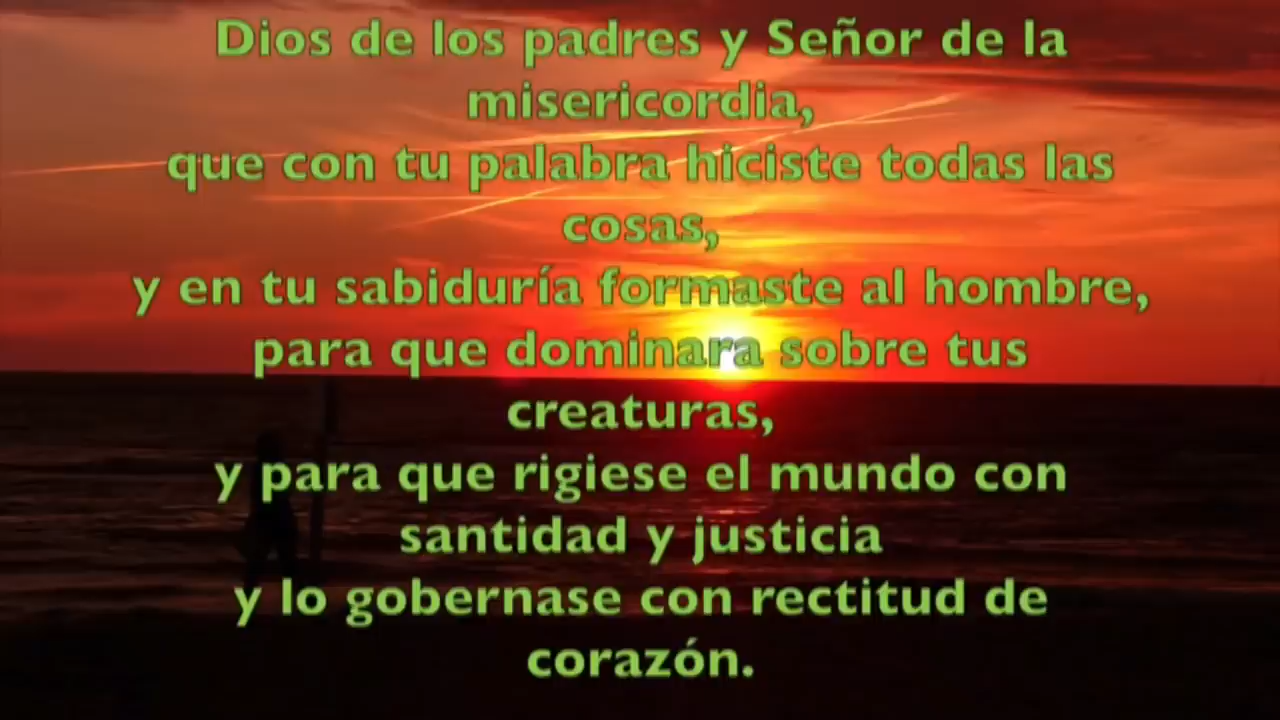 Dios de los padres y Señor de la
misericordia,
que con tu palabra hiciste todas las
cosas,
y en tu sabiduría formaste al hombre,
para que dominara sobre tus
creaturas,
y para que rigiese el mundo con
santidad y justicia
y lo gobernase con rectitud de
corazón.